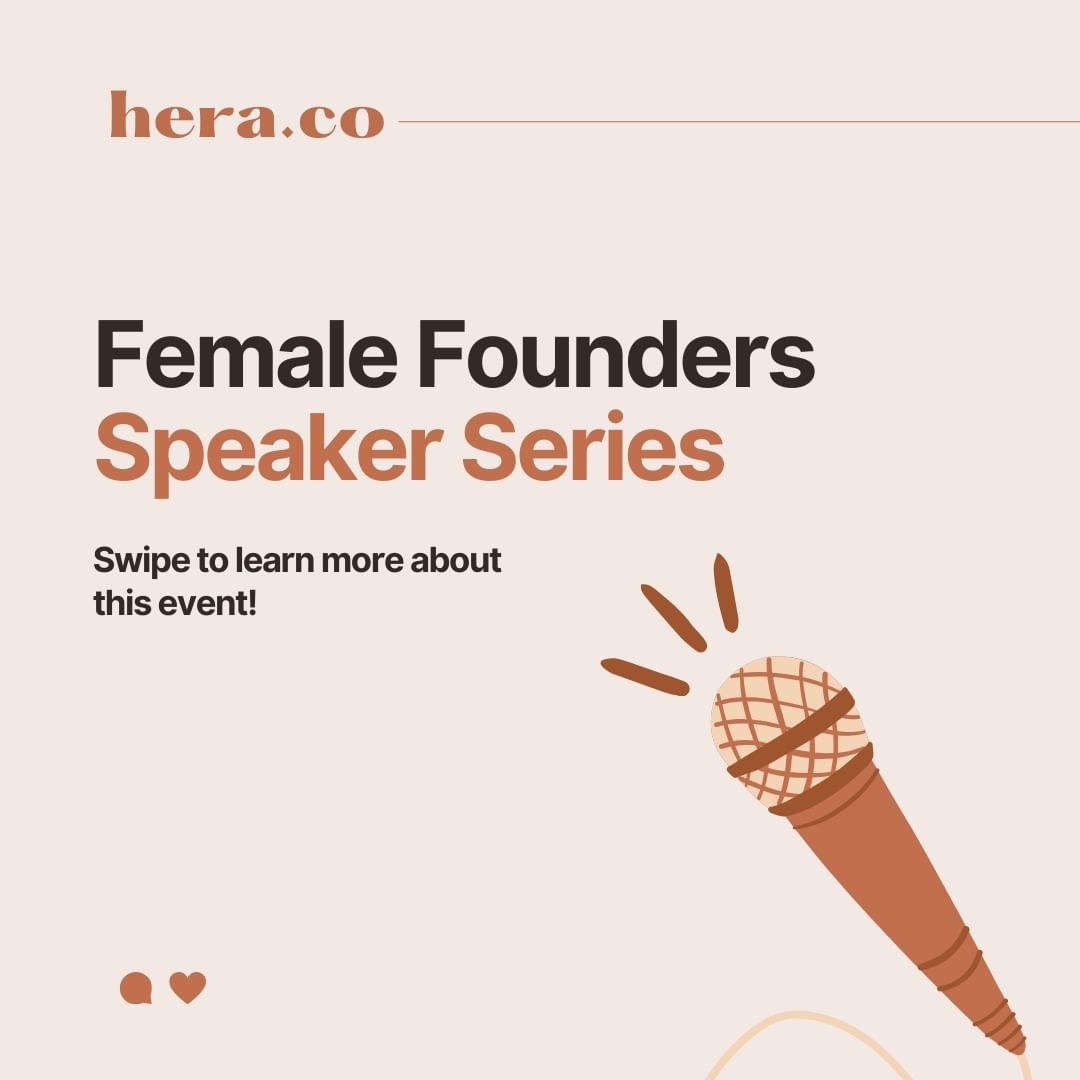 hera.co
Female Founders
Speaker Series
Swipe to learn more about
this event!